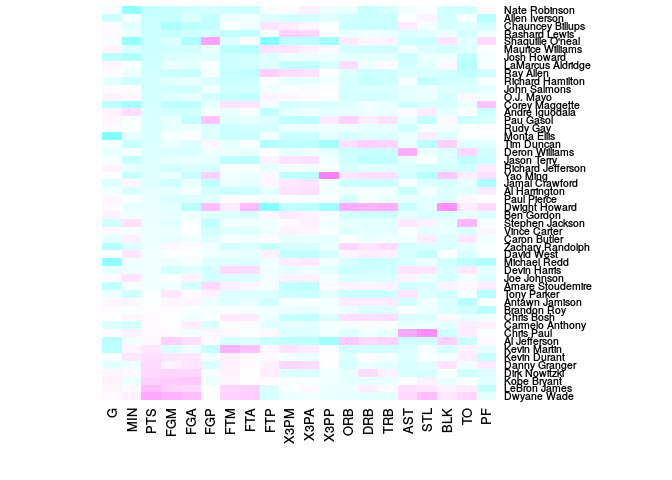 Nate Robinson
Allen Iverson
Chauncey Billups
Rashard Lewis
Shaquille O'neal
Maurice Williams
Josh Howard
LaMarcus Aldridge
Ray Allen
Richard Hamilton
John Salmons
O.J. Mayo
Corey Maggette
Andre Iguodala
Pau Gasol
Rudy Gay
Monta Ellis
Tim Duncan
Deron Williams
Jason Terry
Richard Jefferson
Yao Ming
Jamal Crawford
Al Harrington
Paul Pierce
Dwight Howard
Ben Gordon
Stephen Jackson
Vince Carter
Caron Butler
Zachary Randolph
David West
Michael Redd
Devin Harris
Joe Johnson
Amare Stoudemire
Tony Parker
Antawn Jamison
Brandon Roy
Chris Bosh
Carmelo Anthony
Chris Paul
Al Jefferson
Kevin Martin
Kevin Durant
Danny Granger
Dirk Nowitzki
Kobe Bryant
LeBron James
Dwyane Wade
G
MIN
PTS
FGM
FGA
FGP
FTM
FTA
FTP
X3PM
X3PA
X3PP
ORB
DRB
TRB
AST
STL
BLK
TO
PF